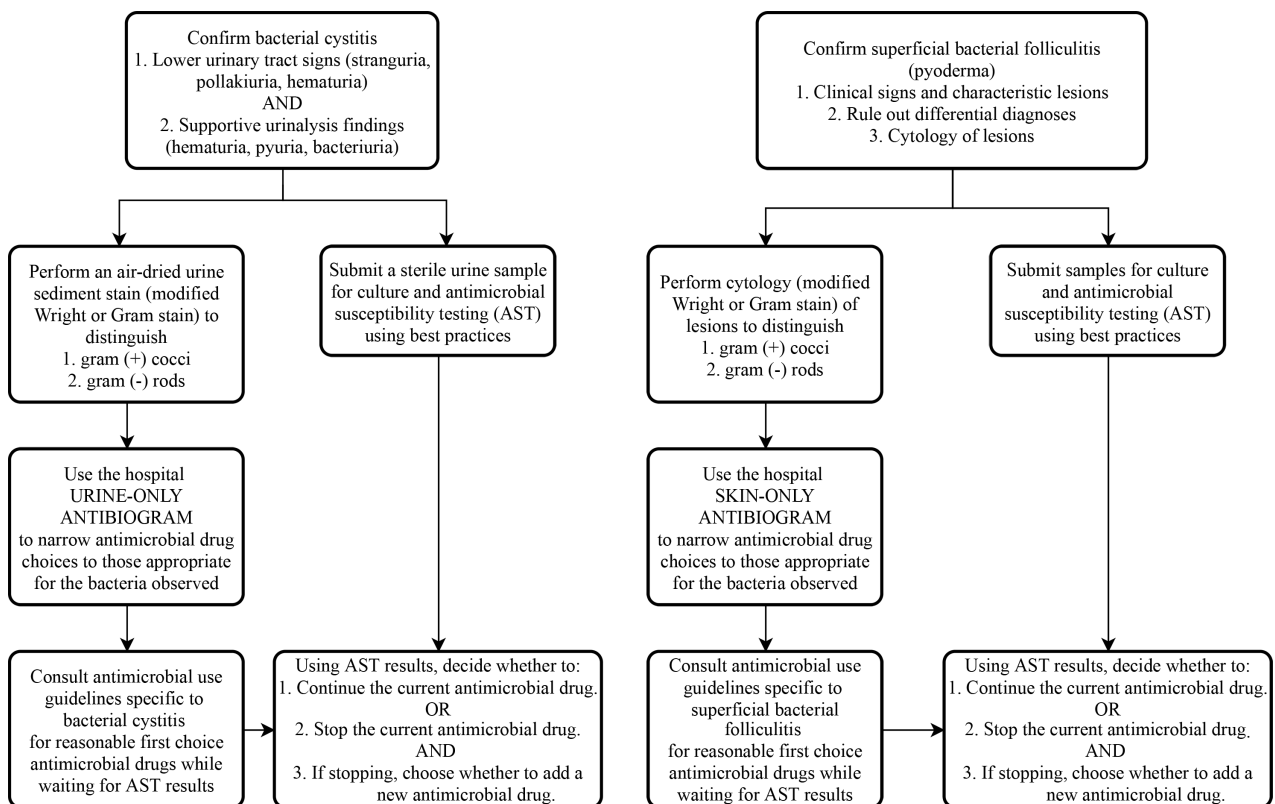 Confirm bacterial cystitis
1. Lower urinary tract signs (stranguria,
pollakiuria, hematuria)
AND
2. Supportive urinalysis findings
(hematuria, pyuria, bacteriuria)
Perform an air-dried urine
sediment stain (modified
Wright or Gram stain) to
distinguish
1. gram (+) cocci
2. gram (-) rods
Submit a sterile urine sample
for culture and antimicrobial
susceptibility testing (AST)
using best practices
Use the hospital
URINE-ONLY
ANTIBIOGRAM
to narrow antimicrobial drug
choices to those appropriate
for the bacteria observed
Consult antimicrobial use
guidelines specific to
bacterial cystitis
for reasonable first choice
antimicrobial drugs while
waiting for AST results
Using AST results, decide whether to:
1. Continue the current antimicrobial drug.
OR
2. Stop the current antimicrobial drug.
AND
3. If stopping, choose whether to add a
new antimicrobial drug.
Confirm superficial bacterial folliculitis
(pyoderma)
1. Clinical signs and characteristic lesions
2. Rule out differential diagnoses
3. Cytology of lesions
Perform cytology (modified
Wright or Gram stain) of
lesions to distinguish
1. gram (+) cocci
2. gram (-) rods
Submit samples for culture
and antimicrobial
susceptibility testing (AST)
using best practices
Use the hospital
SKIN-ONLY
ANTIBIOGRAM
to narrow antimicrobial drug
choices to those appropriate
for the bacteria observed
Consult antimicrobial use
guidelines specific to
superficial bacterial
folliculitis
for reasonable first choice
antimicrobial drugs while
waiting for AST results
Using AST results, decide whether to:
1. Continue the current antimicrobial drug.
OR
2. Stop the current antimicrobial drug.
AND
3. If stopping, choose whether to add a
new antimicrobial drug.